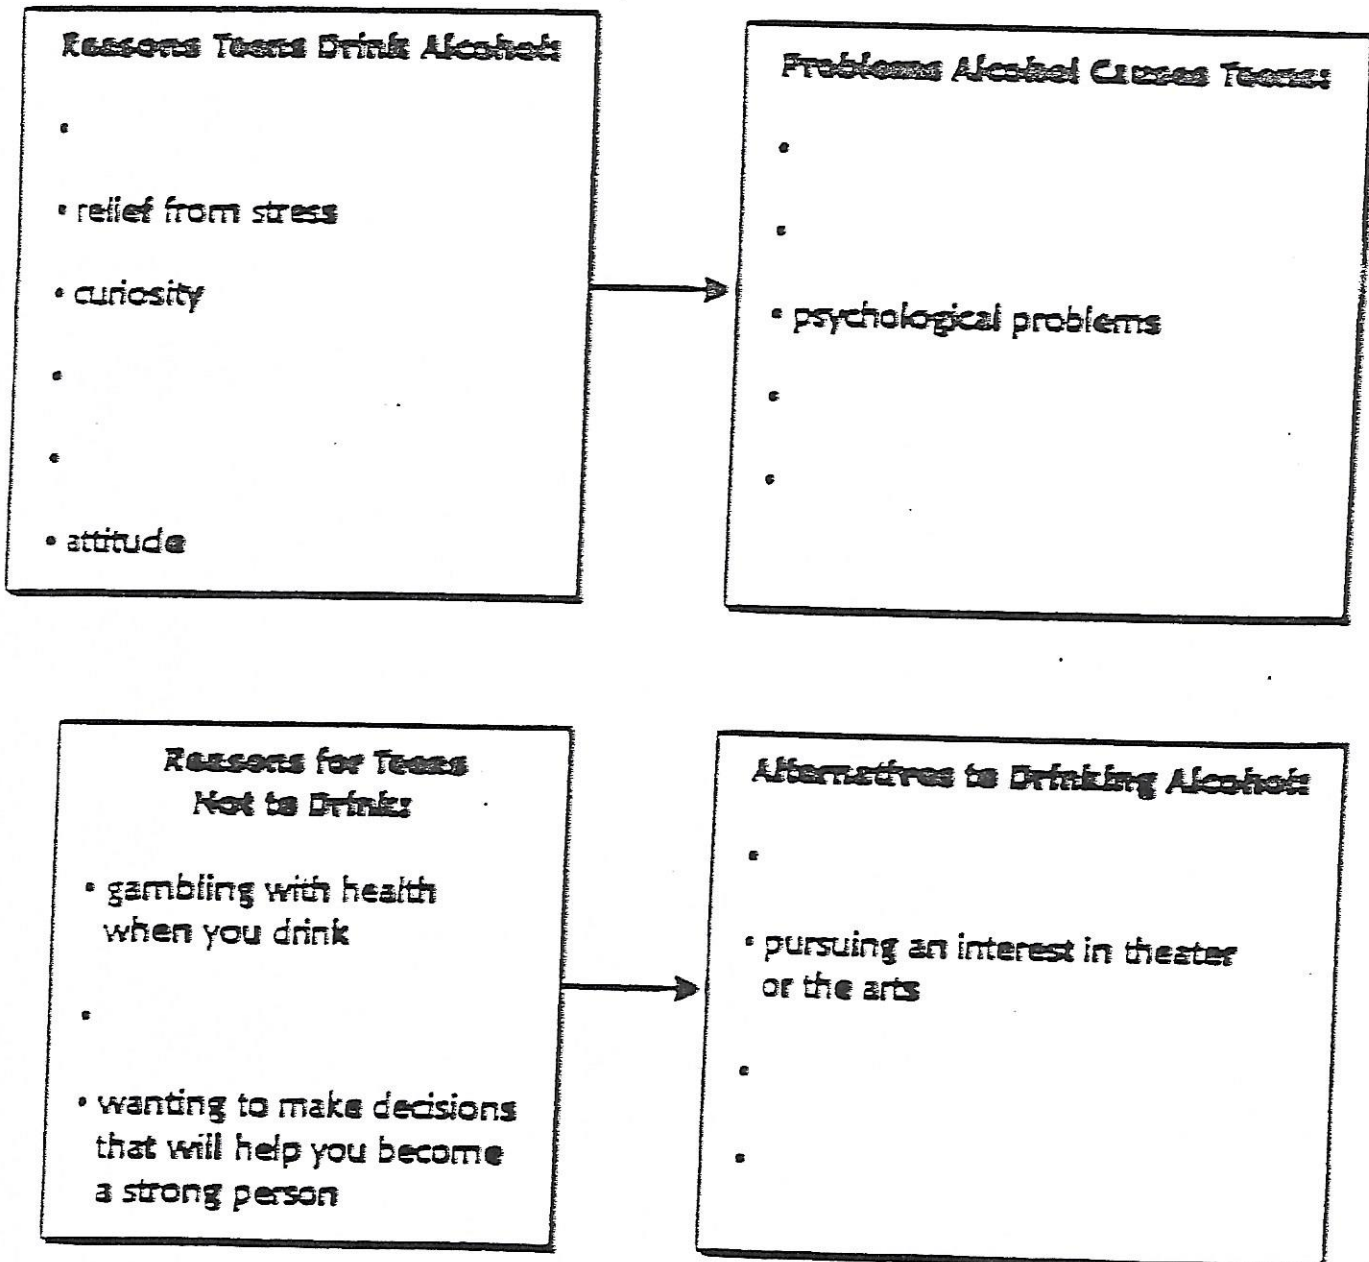 Reasons Teens Drink Alcohol:
•
• relief from stress
• curiosity
•
•
• attitude
Problems Alcohol Causes Teens:
•
•
• psychological problems
•
•
Reasons for Teens
Not to Drink:
• gambling with health
when you drink
•
• wanting to make decisions
that will help you become
a strong person
Alternatives to Drinking Alcohol:
•
• pursuing an interest in theater
or the arts
•
•